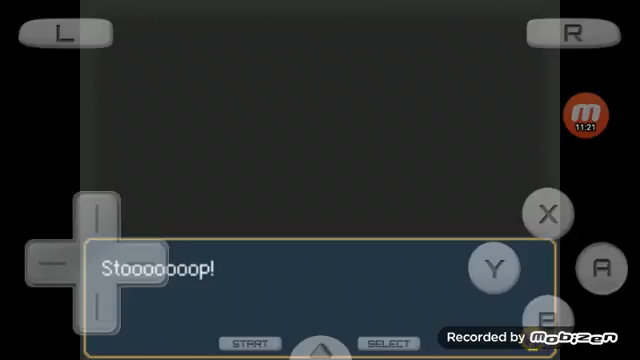 L
R
11:21
X
Stoooooooop!
Y
A
START
SELECT
Recorded by
mobizen